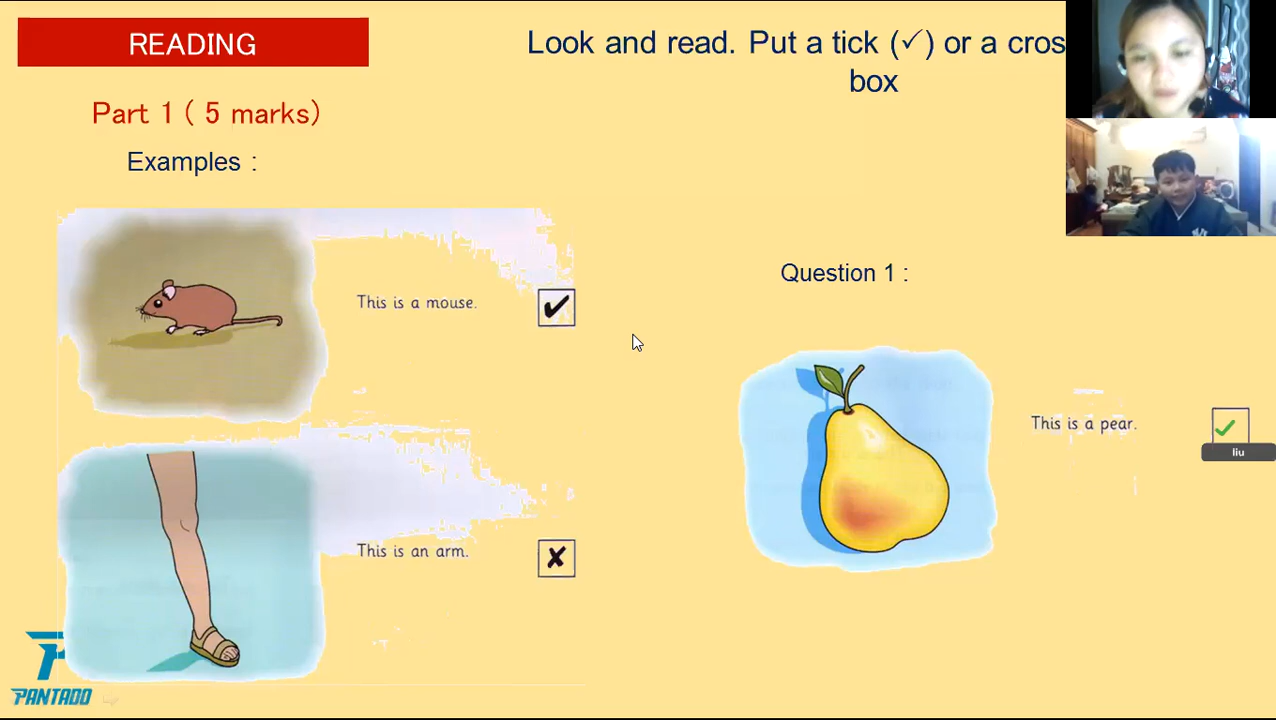 READING
Look and read. Put a tick (✓) or a cros
box
Part 1 ( 5 marks)
Examples :
This is a mouse.
✔
Question 1 :
This is a pear.
✓
liu
This is an arm.
✘
PANTADO